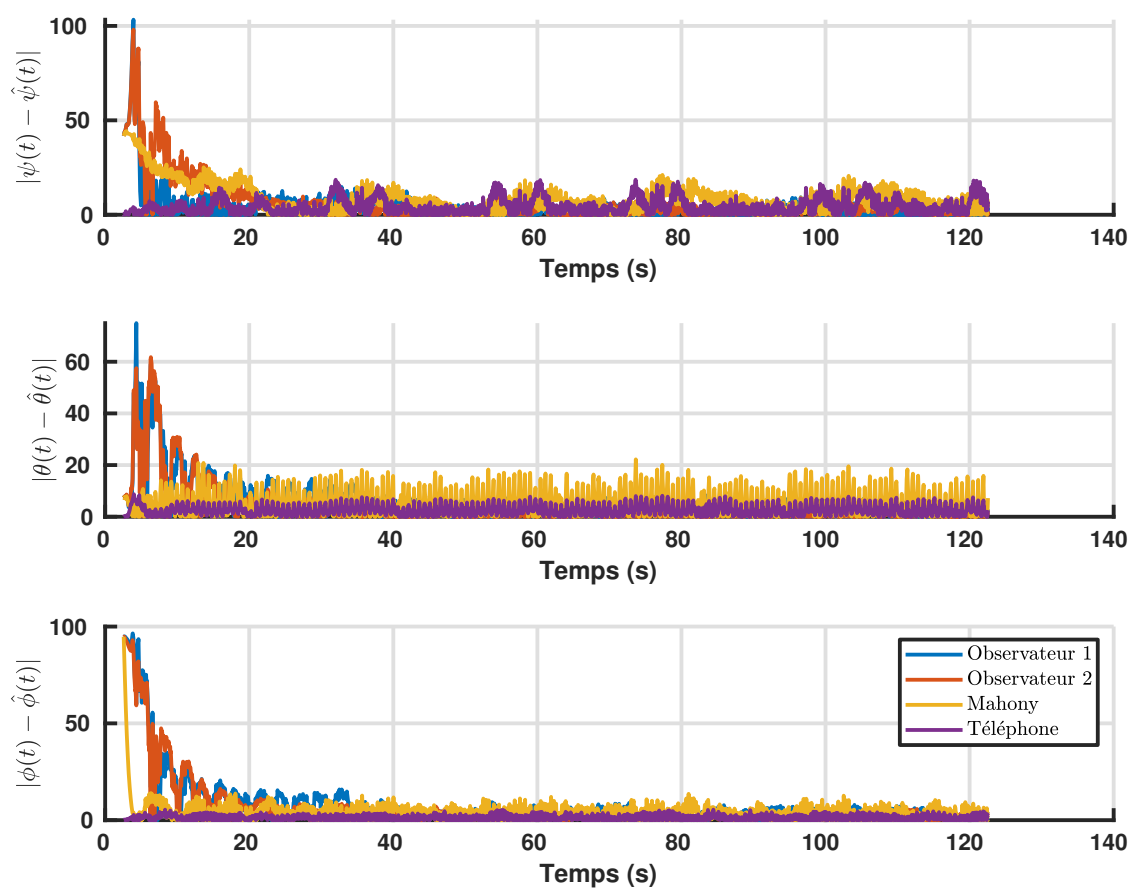 100
50
0
|ψ(t) − ψ̂(t)|
0 20 40 60 80 100 120 140
Temps (s)
60
40
20
0
|θ(t) − θ̂(t)|
0 20 40 60 80 100 120 140
Temps (s)
100
50
0
|ϕ(t) − ϕ̂(t)|
Observateur 1
Observateur 2
Mahony
Téléphone
0 20 40 60 80 100 120 140
Temps (s)